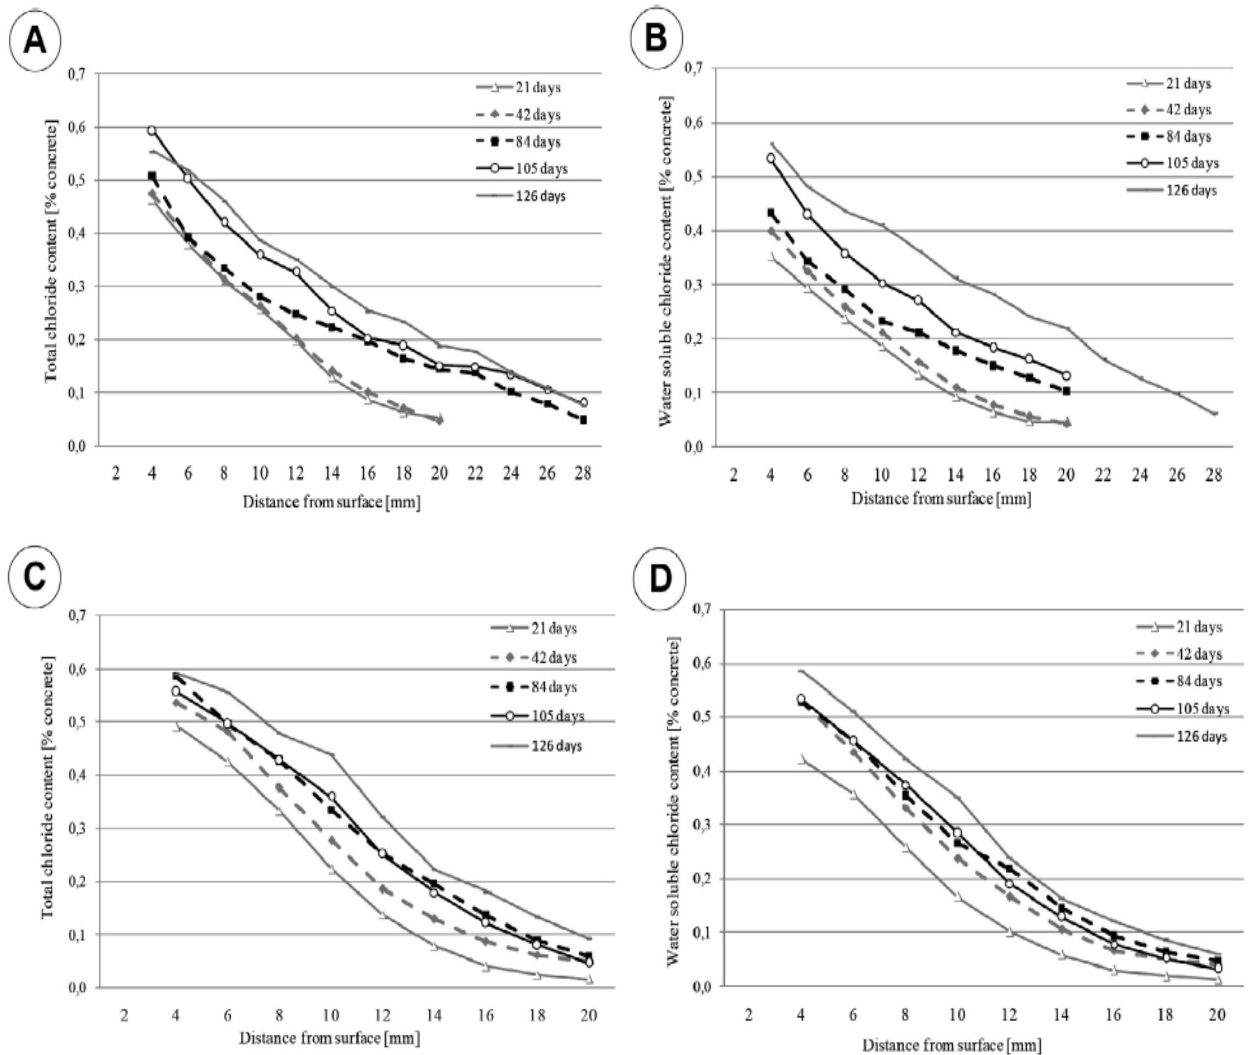 A
Total chloride content [% concrete]
0,7
0,6
0,5
0,4
0,3
0,2
0,1
0,0
2 4 6 8 10 12 14 16 18 20 22 24 26 28
Distance from surface [mm]
21 days
42 days
84 days
105 days
126 days
B
Water soluble chloride content [% concrete]
0,7
0,6
0,5
0,4
0,3
0,2
0,1
0,0
2 4 6 8 10 12 14 16 18 20 22 24 26 28
Distance from surface [mm]
21 days
42 days
84 days
105 days
126 days
C
Total chloride content [% concrete]
0,7
0,6
0,5
0,4
0,3
0,2
0,1
0,0
2 4 6 8 10 12 14 16 18 20
Distance from surface [mm]
21 days
42 days
84 days
105 days
126 days
D
Water soluble chloride content [% concrete]
0,7
0,6
0,5
0,4
0,3
0,2
0,1
0,0
2 4 6 8 10 12 14 16 18 20
Distance from surface [mm]
21 days
42 days
84 days
105 days
126 days